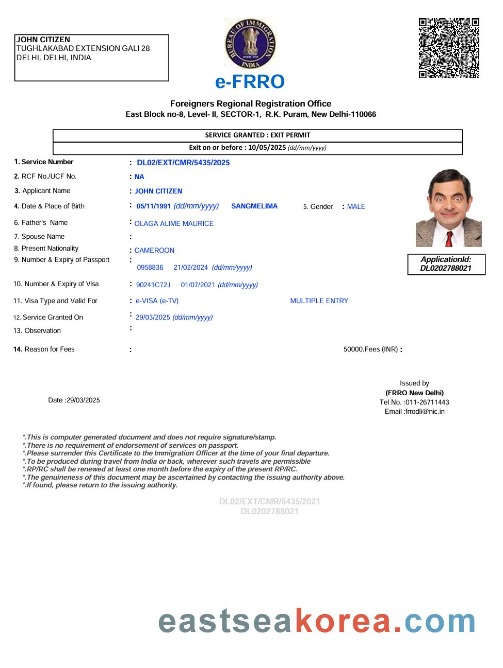 JOHN CITIZEN
TUGHLAKABAD EXTENSION GALI 28
DELHI, DELHI, INDIA
BUREAU OF IMMIGRATION
INDIA
e-FRRO
Foreigners Regional Registration Office
East Block no-8, Level- II, SECTOR-1, R.K. Puram, New Delhi-110066
SERVICE GRANTED : EXIT PERMIT
Exit on or before : 10/05/2025 (dd/mm/yyyy)
1. Service Number : DL02/EXT/CMR/5435/2025
2. RCF No./UCF No. : NA
3. Applicant Name : JOHN CITIZEN
4. Date & Place of Birth : 05/11/1991 (dd/mm/yyyy) SANGMELIMA 5. Gender : MALE
6. Father's Name : OLAGA ALIME MAURICE
7. Spouse Name :
8. Present Nationality : CAMEROON
9. Number & Expiry of Passport : 0958836 21/02/2024 (dd/mm/yyyy)
ApplicationId:
DL0202788021
10. Number & Expiry of Visa : 90241C72J 01/07/2021 (dd/mm/yyyy)
11. Visa Type and Valid For : e-VISA (e-TV) MULTIPLE ENTRY
12. Service Granted On : 29/03/2025 (dd/mm/yyyy)
13. Observation :
14. Reason for Fees : 50000.Fees (INR) :
Issued by
(FRRO New Delhi)
Tel No. :011-26711443
Email :frrodli@nic.in
Date :29/03/2025
*.This is computer generated document and does not require signature/stamp.
*.There is no requirement of endorsement of services on passport.
*.Please surrender this Certificate to the Immigration Officer at the time of your final departure.
*.To be produced during travel from India or back, wherever such travels are permissible
*.RP/RC shall be renewed at least one month before the expiry of the present RP/RC.
*.The genuineness of this document may be ascertained by contacting the issuing authority above.
*.If found, please return to the issuing authority.
DL02/EXT/CMR/5435/2021
DL0202788021
eastseakorea.com